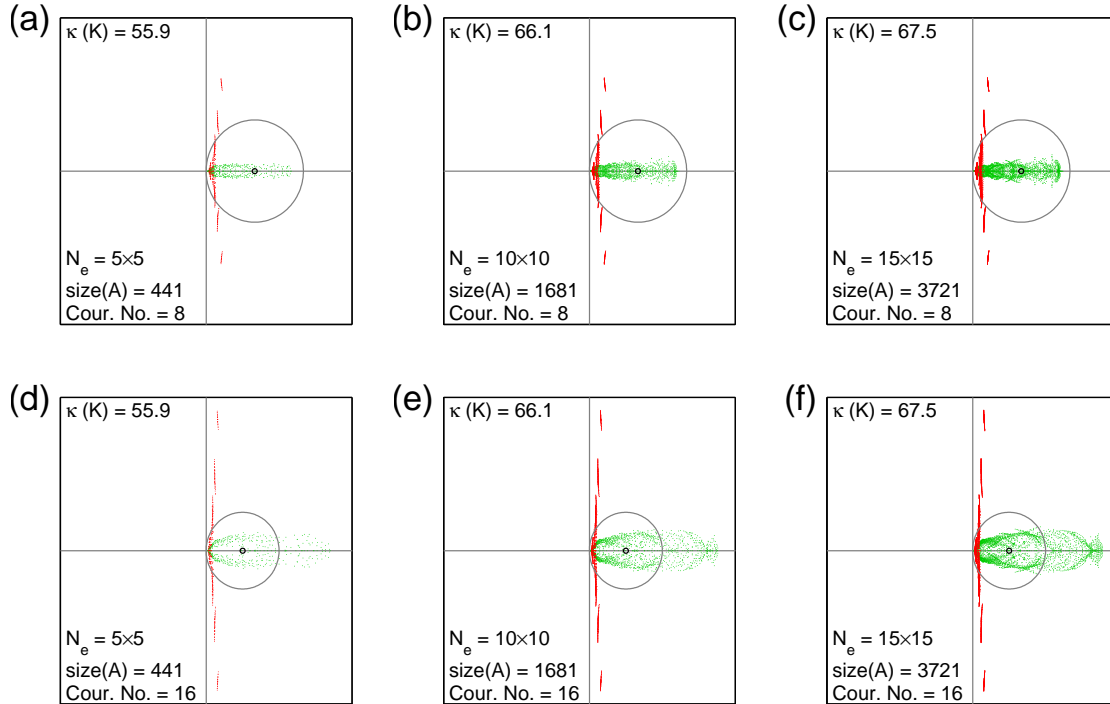 (a)
κ (K) = 55.9
N_e = 5×5
size(A) = 441
Cour. No. = 8
(b)
κ (K) = 66.1
N_e = 10×10
size(A) = 1681
Cour. No. = 8
(c)
κ (K) = 67.5
N_e = 15×15
size(A) = 3721
Cour. No. = 8
(d)
κ (K) = 55.9
N_e = 5×5
size(A) = 441
Cour. No. = 16
(e)
κ (K) = 66.1
N_e = 10×10
size(A) = 1681
Cour. No. = 16
(f)
κ (K) = 67.5
N_e = 15×15
size(A) = 3721
Cour. No. = 16